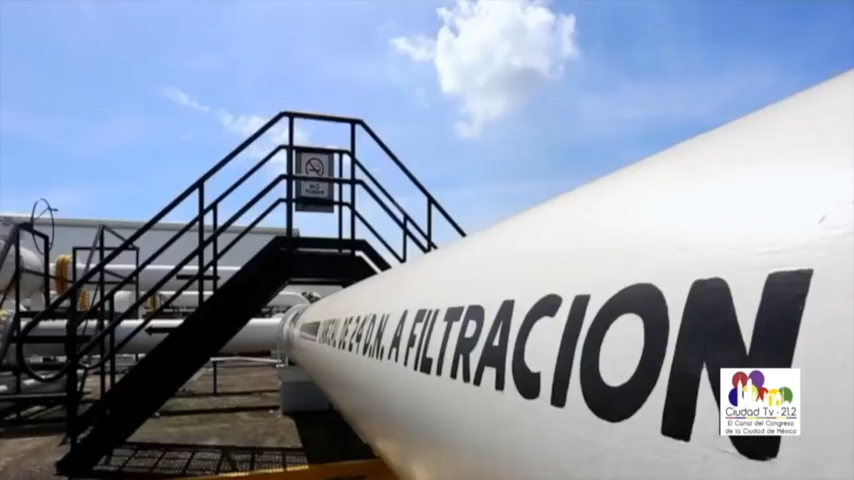 NO
FUMAR
DE 24" D.N. A FILTRACION
Ciudad Tv · 21.2
El Canal del Congreso
de la Ciudad de México